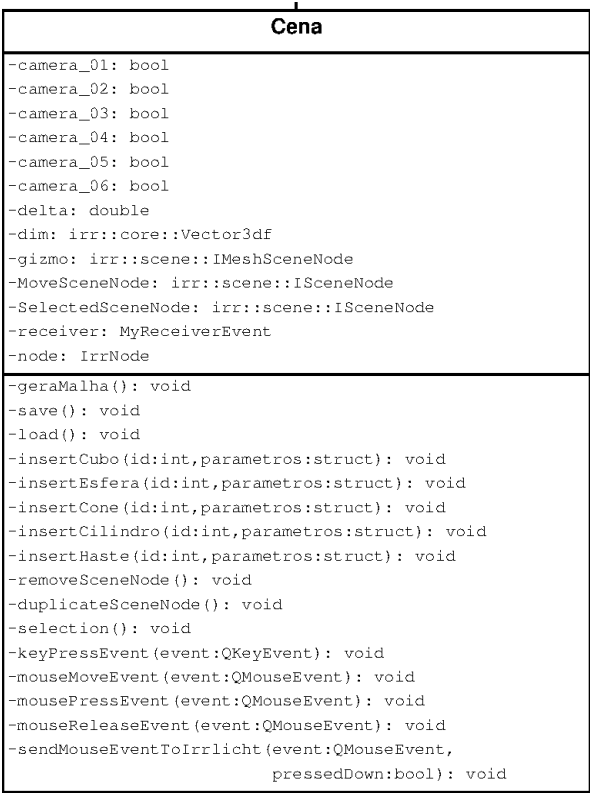 Cena
-camera_01: bool
-camera_02: bool
-camera_03: bool
-camera_04: bool
-camera_05: bool
-camera_06: bool
-delta: double
-dim: irr::core::Vector3df
-gizmo: irr::scene::IMeshSceneNode
-MoveSceneNode: irr::scene::ISceneNode
-SelectedSceneNode: irr::scene::ISceneNode
-receiver: MyReceiverEvent
-node: IrrNode
-geraMalha(): void
-save(): void
-load(): void
-insertCubo(id:int,parametros:struct): void
-insertEsfera(id:int,parametros:struct): void
-insertCone(id:int,parametros:struct): void
-insertCilindro(id:int,parametros:struct): void
-insertHaste(id:int,parametros:struct): void
-removeSceneNode(): void
-duplicateSceneNode(): void
-selection(): void
-keyPressEvent(event:QKeyEvent): void
-mouseMoveEvent(event:QMouseEvent): void
-mousePressEvent(event:QMouseEvent): void
-mouseReleaseEvent(event:QMouseEvent): void
-sendMouseEventToIrrlicht(event:QMouseEvent,
pressedDown:bool): void